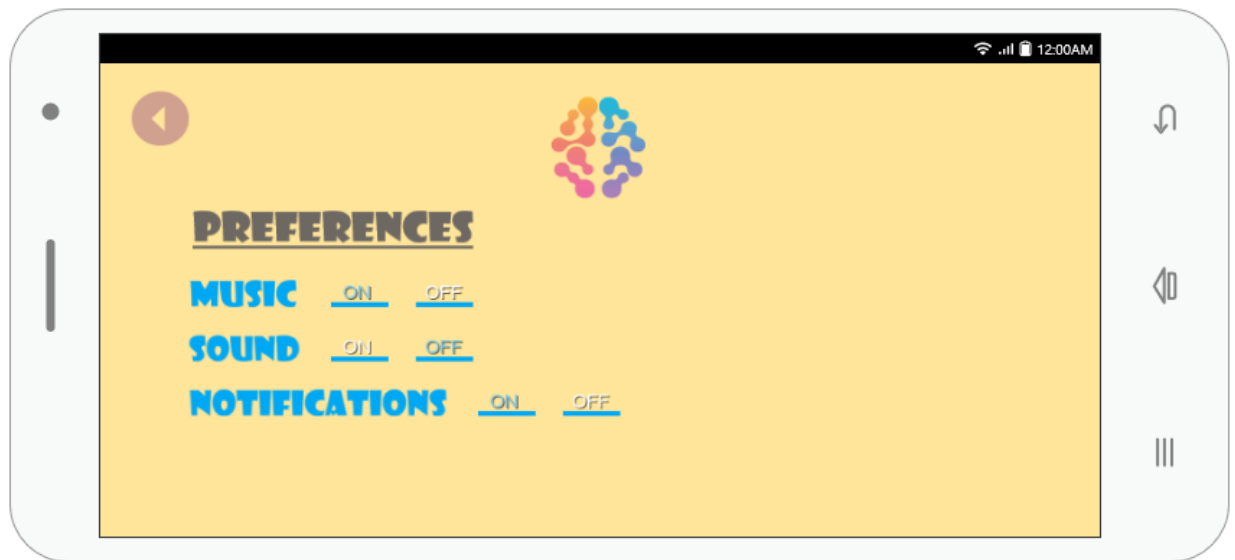 12:00AM
PREFERENCES
MUSIC ON OFF
SOUND ON OFF
NOTIFICATIONS ON OFF